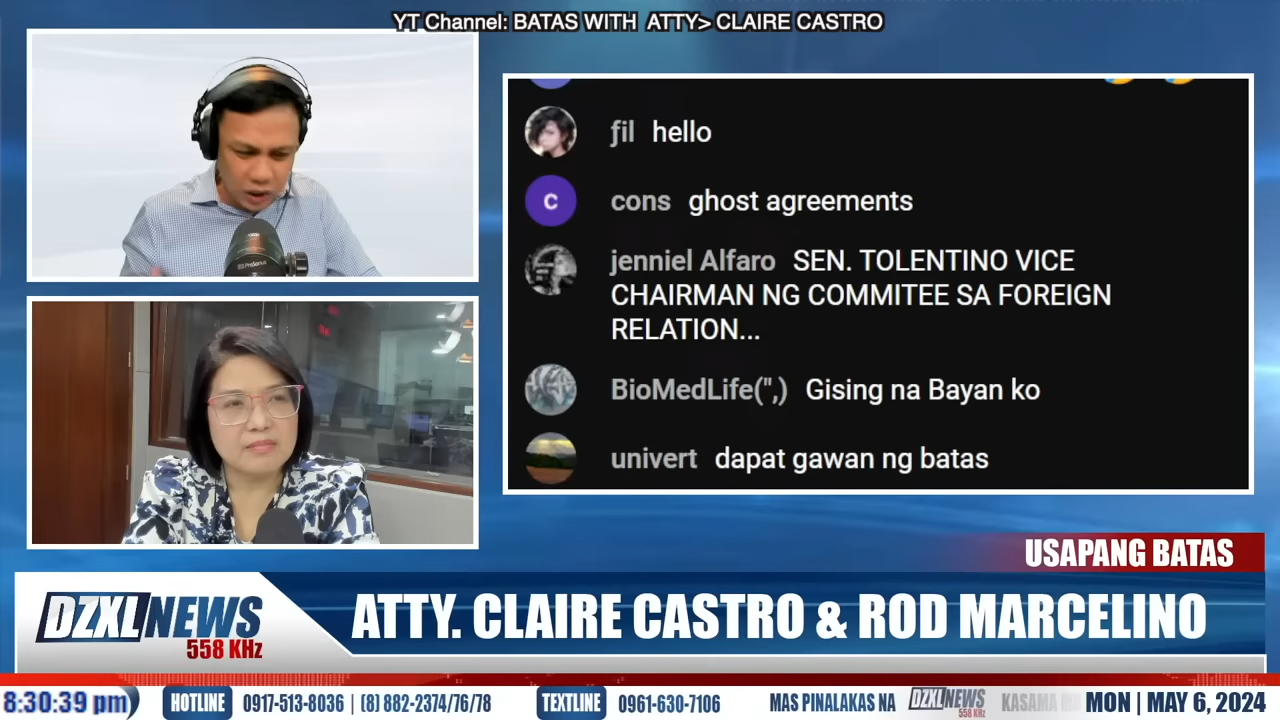 YT Channel: BATAS WITH ATTY> CLAIRE CASTRO
fil hello
C cons ghost agreements
jenniel Alfaro SEN. TOLENTINO VICE
CHAIRMAN NG COMMITEE SA FOREIGN
RELATION...
BioMedLife(",) Gising na Bayan ko
univert dapat gawan ng batas
USAPANG BATAS
DZXL NEWS
558 KHz
ATTY. CLAIRE CASTRO & ROD MARCELINO
8:30:39 pm
HOTLINE 0917-513-8036 | (8) 882-2374/76/78
TEXTLINE 0961-630-7106
MAS PINALAKAS NA DZXL NEWS 558 KHz KASAMA
MON | MAY 6, 2024